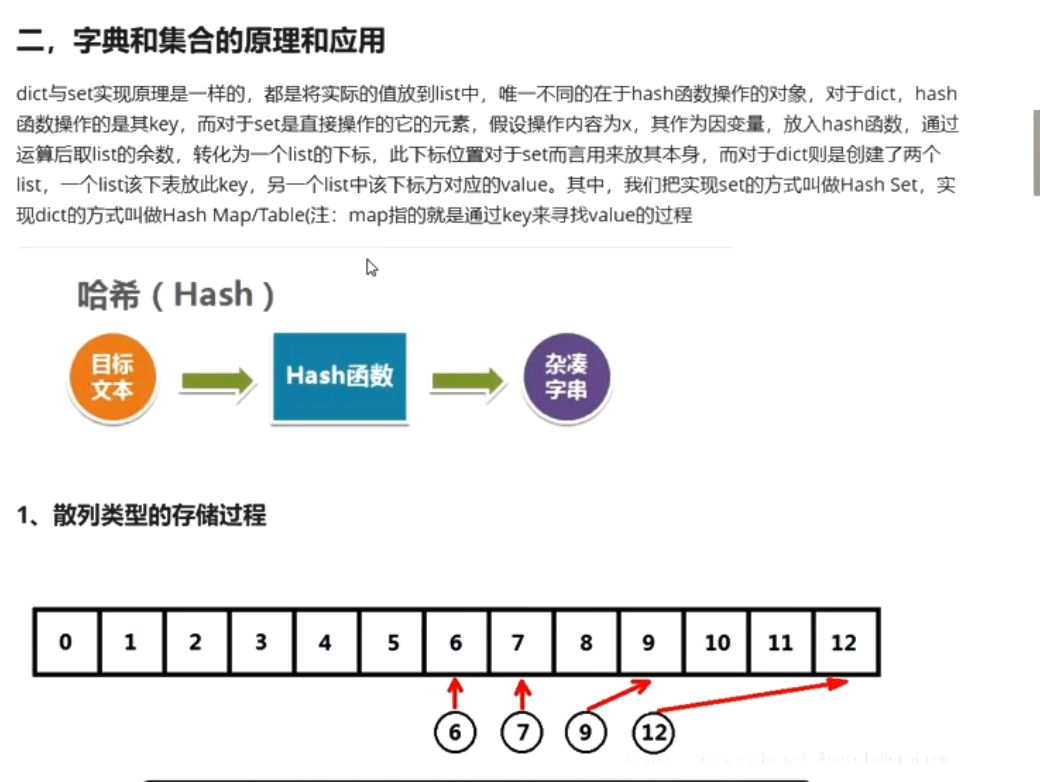 二，字典和集合的原理和应用
dict与set实现原理是一样的，都是将实际的值放到list中，唯一不同的在于hash函数操作的对象，对于dict，hash
函数操作的是其key，而对于set是直接操作的它的元素，假设操作内容为x，其作为因变量，放入hash函数，通过
运算后取list的余数，转化为一个list的下标，此下标位置对于set而言用来放其本身，而对于dict则是创建了两个
list，一个list该下表放此key，另一个list中该下标方对应的value。其中，我们把实现set的方式叫做Hash Set，实
现dict的方式叫做Hash Map/Table(注：map指的就是通过key来寻找value的过程
哈希（Hash）
目标
文本
Hash函数
杂凑
字串
1、散列类型的存储过程
0 1 2 3 4 5 6 7 8 9 10 11 12
6 7 9 12